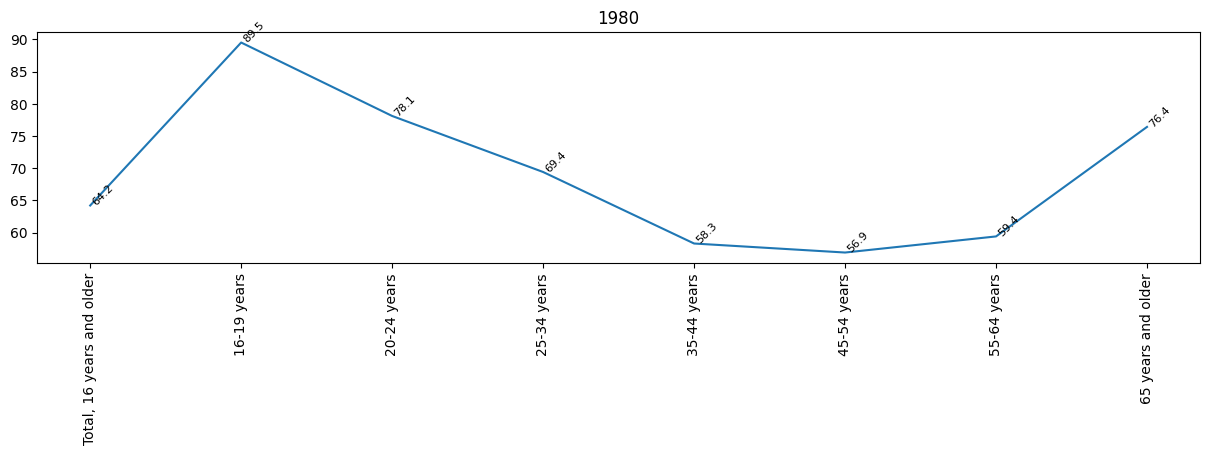 1980
90
85
80
75
70
65
60
64.2
89.5
78.1
69.4
58.3
56.9
59.4
76.4
Total, 16 years and older
16-19 years
20-24 years
25-34 years
35-44 years
45-54 years
55-64 years
65 years and older